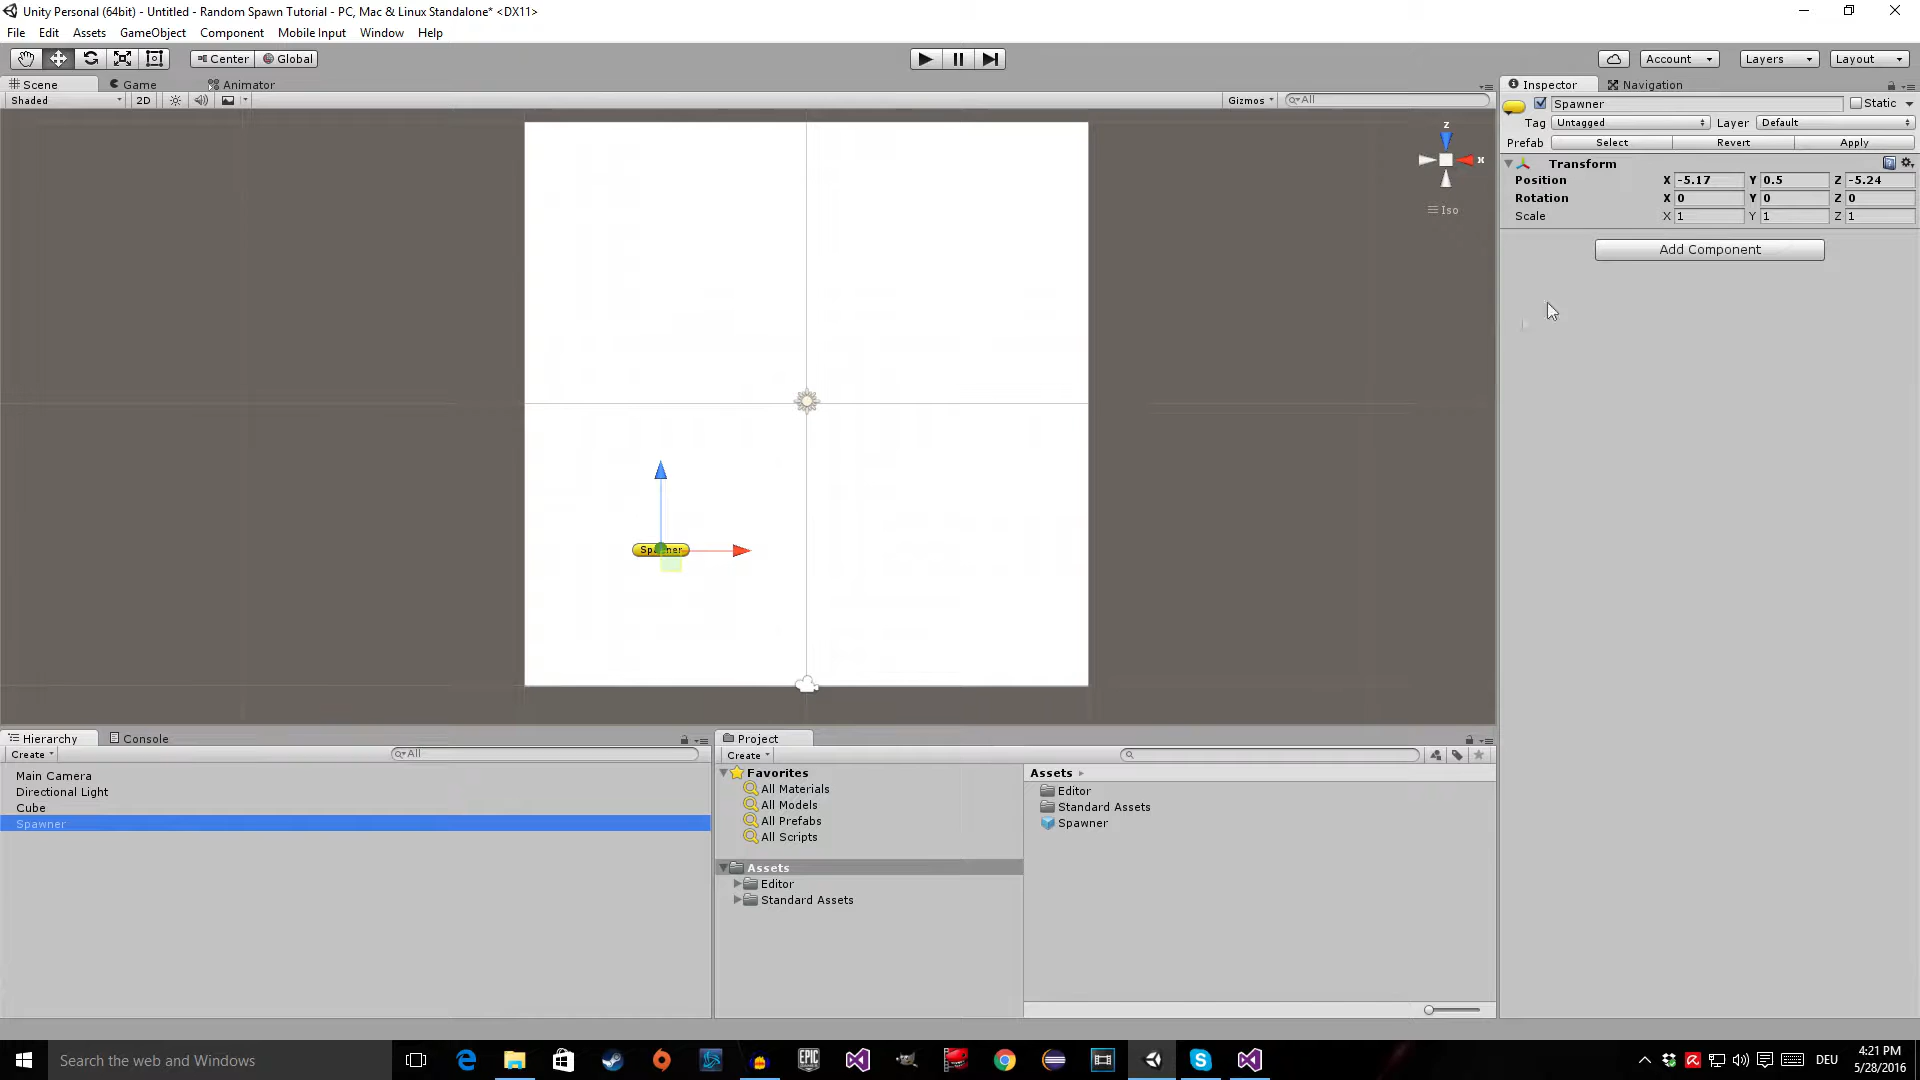 Unity Personal (64bit) - Untitled - Random Spawn Tutorial - PC, Mac & Linux Standalone* <DX11>
File Edit Assets GameObject Component Mobile Input Window Help
Center Global Account Layers Layout
Scene Game Animator
Shaded 2D Gizmos All
z
x
Iso
Spawner
Inspector Navigation
Spawner Static
Tag Untagged Layer Default
Prefab Select Revert Apply
Transform
Position X -5.17 Y 0.5 Z -5.24
Rotation X 0 Y 0 Z 0
Scale X 1 Y 1 Z 1
Add Component
Hierarchy Console
Create All
Main Camera
Directional Light
Cube
Spawner
Project
Create
Favorites
All Materials
All Models
All Prefabs
All Scripts
Assets
Editor
Standard Assets
Assets
Editor
Standard Assets
Spawner
Search the web and Windows
EPIC
DEU
4:21 PM
5/28/2016